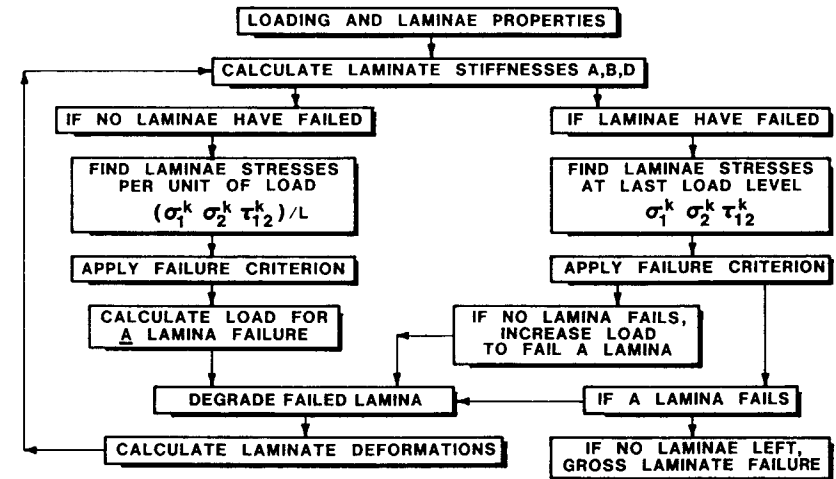 LOADING AND LAMINAE PROPERTIES
CALCULATE LAMINATE STIFFNESSES A,B,D
IF NO LAMINAE HAVE FAILED
FIND LAMINAE STRESSES
PER UNIT OF LOAD
(σ₁ᵏ σ₂ᵏ τ₁₂ᵏ)/L
APPLY FAILURE CRITERION
CALCULATE LOAD FOR
A LAMINA FAILURE
IF LAMINAE HAVE FAILED
FIND LAMINAE STRESSES
AT LAST LOAD LEVEL
σ₁ᵏ σ₂ᵏ τ₁₂ᵏ
APPLY FAILURE CRITERION
IF NO LAMINA FAILS,
INCREASE LOAD
TO FAIL A LAMINA
DEGRADE FAILED LAMINA
IF A LAMINA FAILS
CALCULATE LAMINATE DEFORMATIONS
IF NO LAMINAE LEFT,
GROSS LAMINATE FAILURE